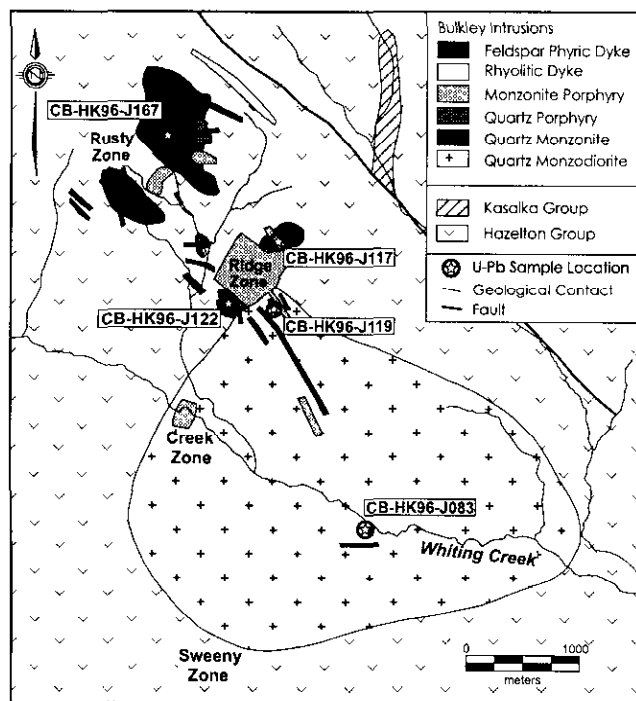 Bulkley Intrusions
Feldspar Phyric Dyke
Rhyolitic Dyke
Monzonite Porphyry
Quartz Porphyry
Quartz Monzonite
+ Quartz Monzodiorite
Kasalka Group
Hazelton Group
U-Pb Sample Location
Geological Contact
Fault
CB-HK96-J167
Rusty
Zone
CB-HK96-J117
Ridge
Zone
CB-HK96-J122
CB-HK96-J119
Creek
Zone
CB-HK96-J083
Whiting Creek
Sweeny
Zone
0 1000
meters